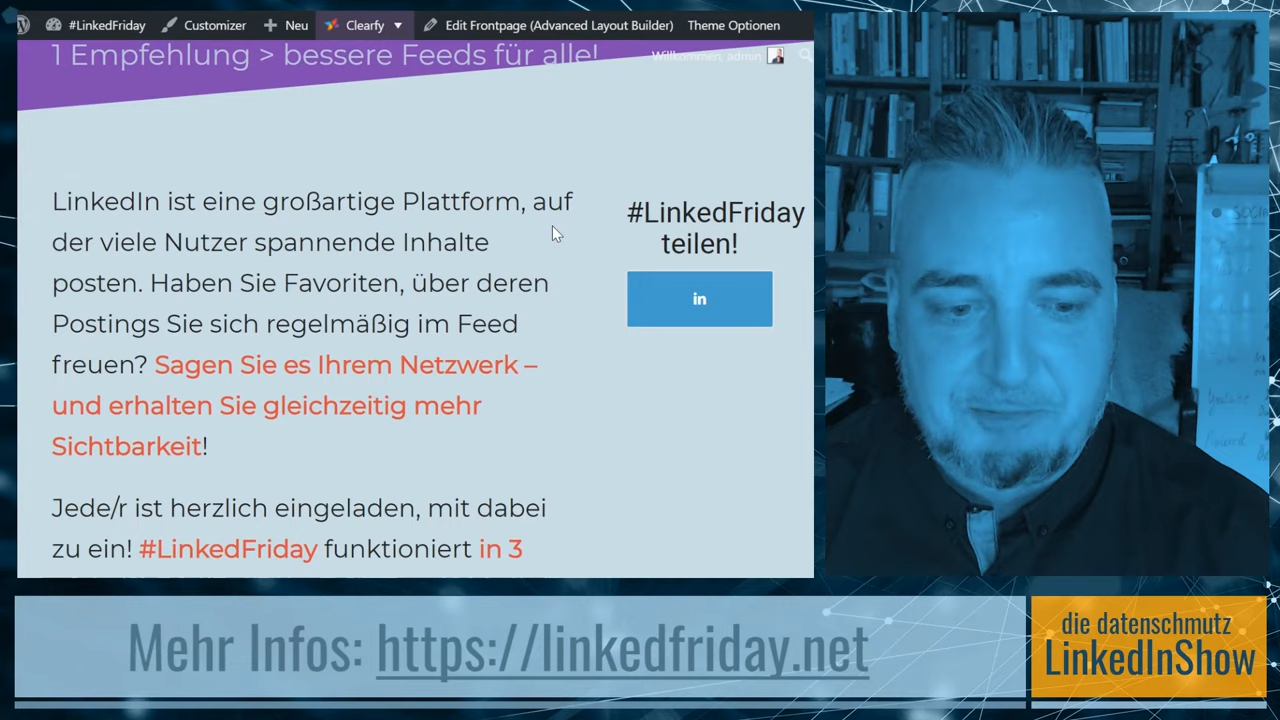 #LinkedFriday Customizer Neu Clearfy Edit Frontpage (Advanced Layout Builder) Theme Optionen
1 Empfehlung > bessere Feeds für alle!
Willkommen, admin
LinkedIn ist eine großartige Plattform, auf
der viele Nutzer spannende Inhalte
posten. Haben Sie Favoriten, über deren
Postings Sie sich regelmäßig im Feed
freuen? Sagen Sie es Ihrem Netzwerk –
und erhalten Sie gleichzeitig mehr
Sichtbarkeit!
Jede/r ist herzlich eingeladen, mit dabei
zu ein! #LinkedFriday funktioniert in 3
#LinkedFriday
teilen!
in
Mehr Infos: https://linkedfriday.net
die datenschmutz
LinkedInShow